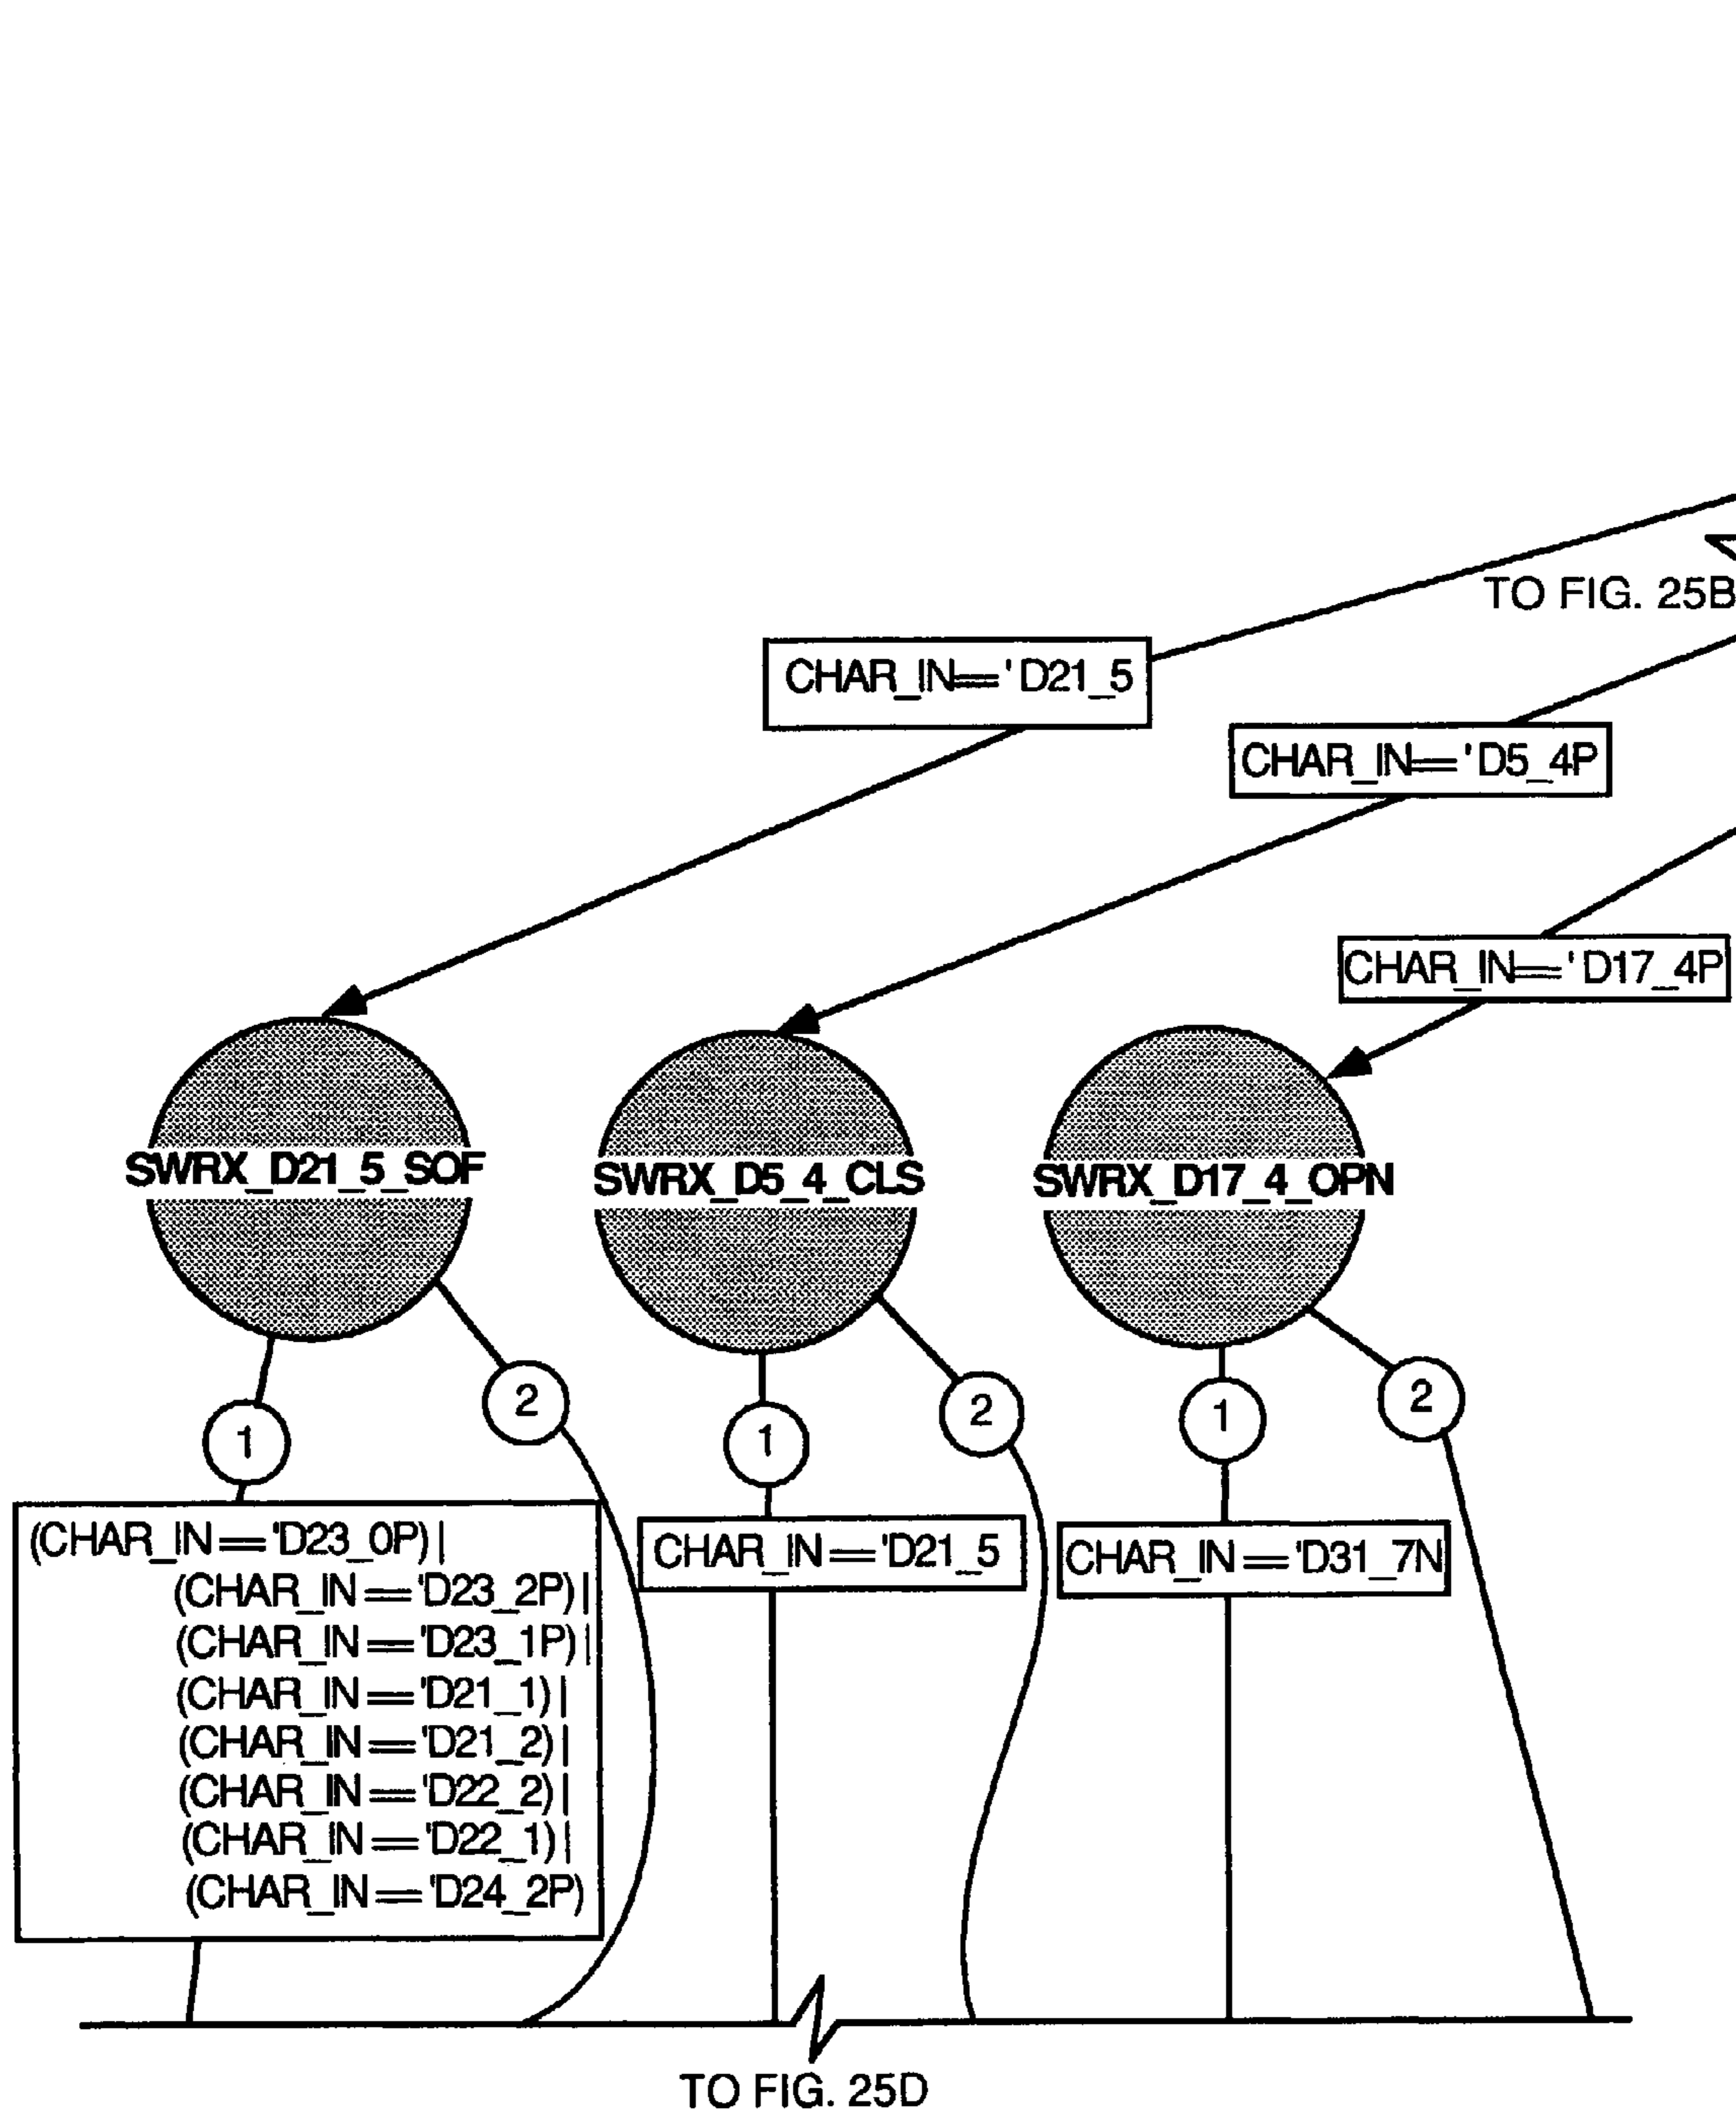 TO FIG. 25B
CHAR_IN=='D21_5
CHAR_IN=='D5_4P
CHAR_IN=='D17_4P
SWRX_D21_5_SOF
SWRX_D5_4_CLS
SWRX_D17_4_OPN
1
2
1
2
1
2
(CHAR_IN=='D23_0P)|
(CHAR_IN=='D23_2P)|
(CHAR_IN=='D23_1P)|
(CHAR_IN=='D21_1)|
(CHAR_IN=='D21_2)|
(CHAR_IN=='D22_2)|
(CHAR_IN=='D22_1)|
(CHAR_IN=='D24_2P)
CHAR_IN=='D21_5
CHAR_IN=='D31_7N
TO FIG. 25D